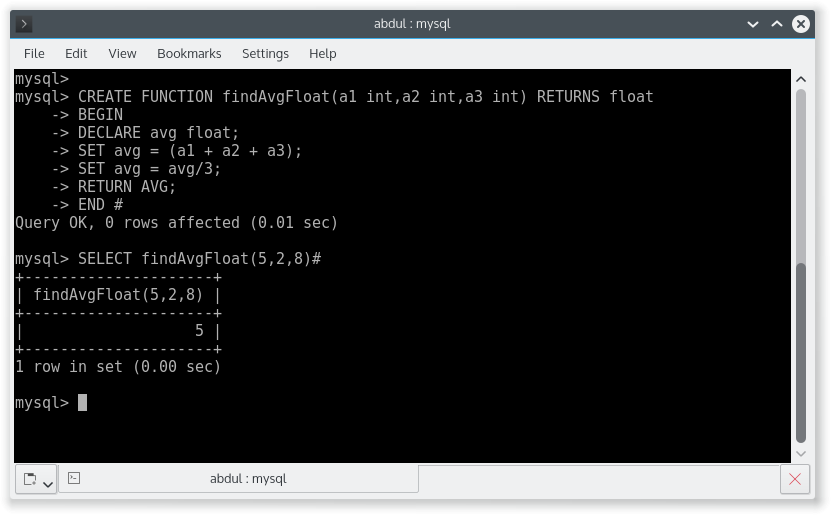 abdul : mysql
File Edit View Bookmarks Settings Help
mysql>
mysql> CREATE FUNCTION findAvgFloat(a1 int,a2 int,a3 int) RETURNS float
    -> BEGIN
    -> DECLARE avg float;
    -> SET avg = (a1 + a2 + a3);
    -> SET avg = avg/3;
    -> RETURN AVG;
    -> END #
Query OK, 0 rows affected (0.01 sec)
mysql> SELECT findAvgFloat(5,2,8)#
+---------------------+
| findAvgFloat(5,2,8) |
+---------------------+
|                   5 |
+---------------------+
1 row in set (0.00 sec)
mysql>
abdul : mysql